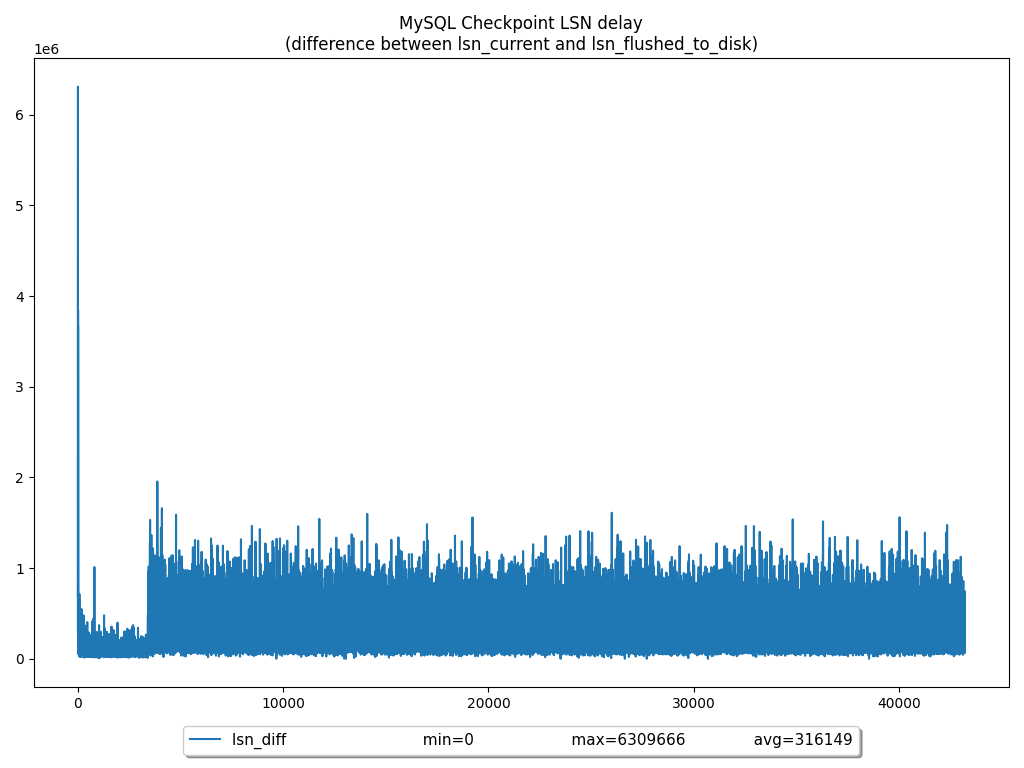 MySQL Checkpoint LSN delay
(difference between lsn_current and lsn_flushed_to_disk)
1e6
6
5
4
3
2
1
0
0 10000 20000 30000 40000
lsn_diff min=0 max=6309666 avg=316149